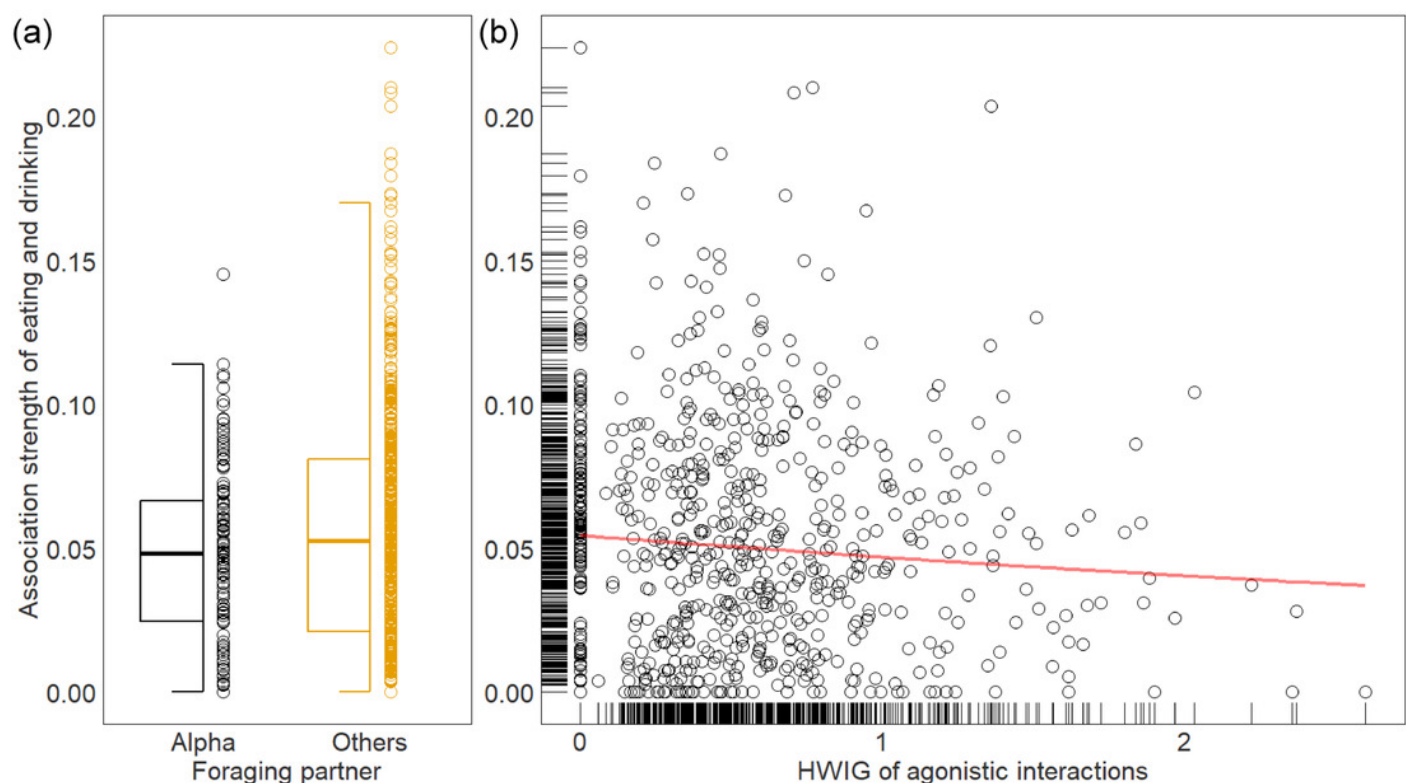 (a)
(b)
Association strength of eating and drinking
0.20
0.15
0.10
0.05
0.00
Alpha
Others
Foraging partner
0.20
0.15
0.10
0.05
0.00
0
1
2
HWIG of agonistic interactions